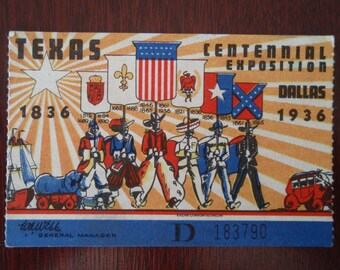 TEXAS
CENTENNIAL
EXPOSITION
DALLAS
1836
1936
GENERAL MANAGER
D 183790